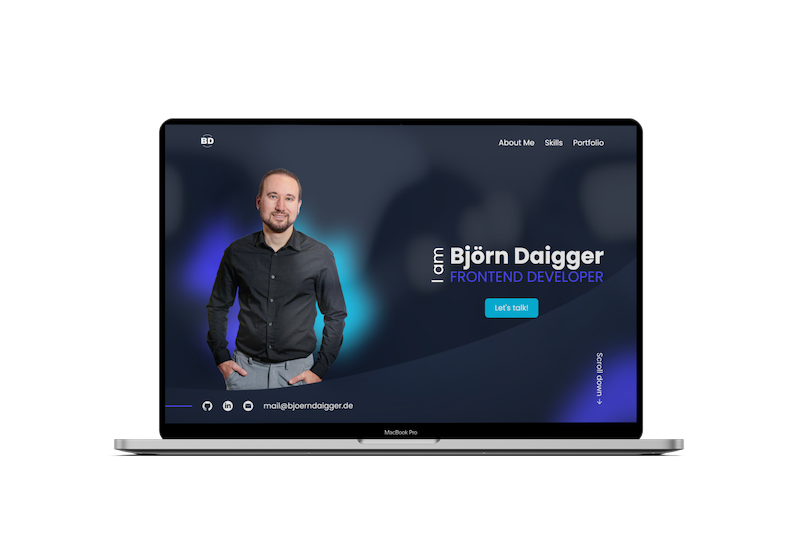 BD
About Me Skills Portfolio
I am
Björn Daigger
FRONTEND DEVELOPER
Let's talk!
Scroll down →
mail@bjoerndaigger.de
MacBook Pro